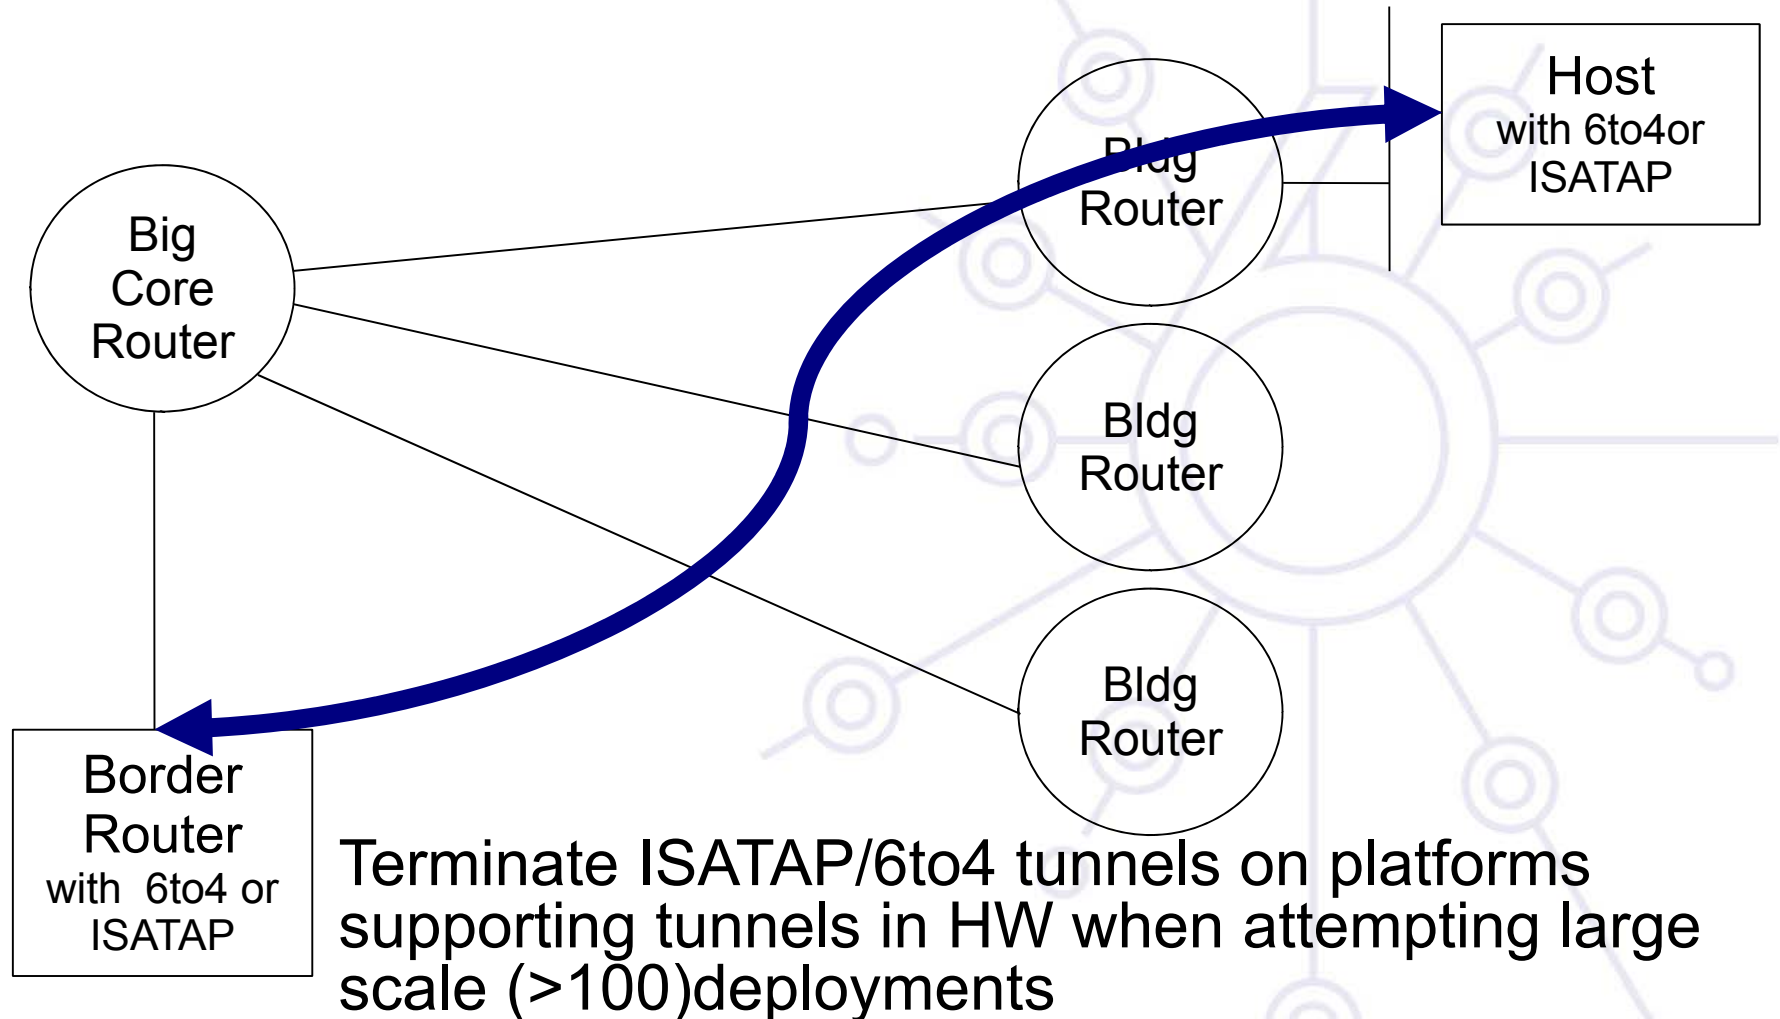 Big
Core
Router
Bldg
Router
Host
with 6to4or
ISATAP
Bldg
Router
Bldg
Router
Border
Router
with  6to4 or
ISATAP
Terminate ISATAP/6to4 tunnels on platforms
supporting tunnels in HW when attempting large
scale (>100)deployments